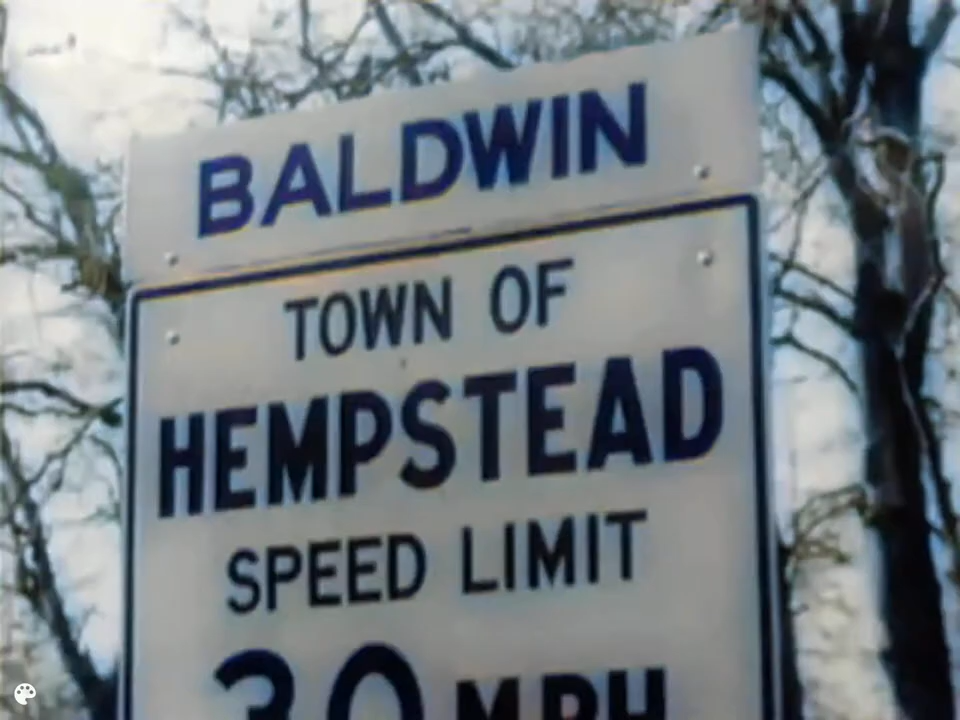 BALDWIN
TOWN OF
HEMPSTEAD
SPEED LIMIT
30 MPH